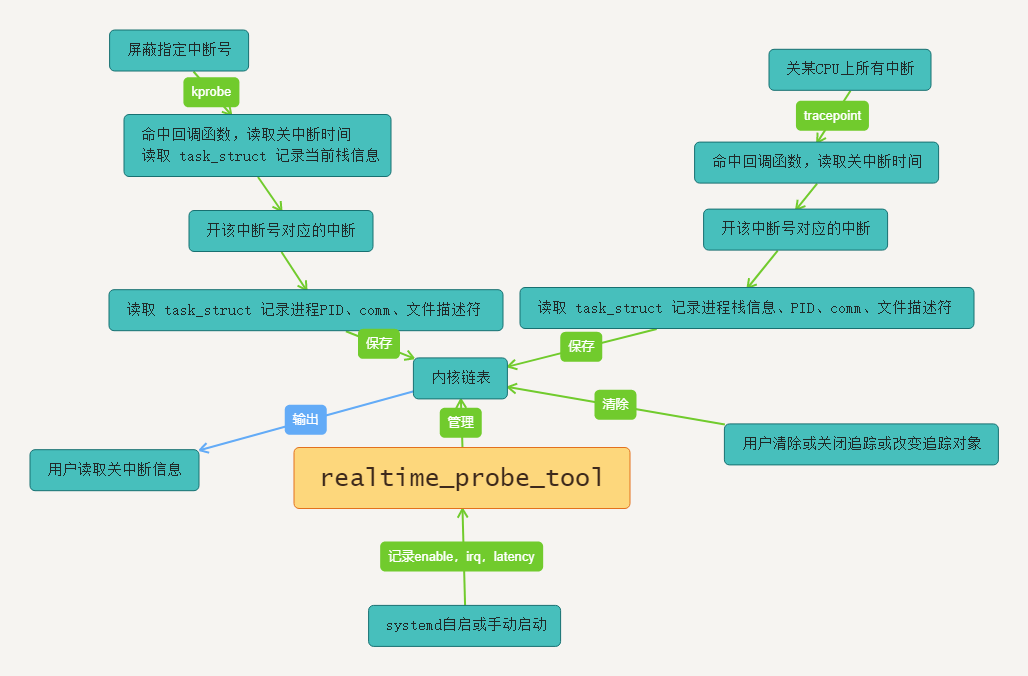 屏蔽指定中断号
关某CPU上所有中断
kprobe
tracepoint
命中回调函数，读取关中断时间
读取 task_struct 记录当前栈信息
命中回调函数，读取关中断时间
开该中断号对应的中断
开该中断号对应的中断
读取 task_struct 记录进程PID、comm、文件描述符
读取 task_struct 记录进程栈信息、PID、comm、文件描述符
保存
保存
内核链表
输出
管理
清除
用户读取关中断信息
用户清除或关闭追踪或改变追踪对象
realtime_probe_tool
记录enable，irq，latency
systemd自启或手动启动